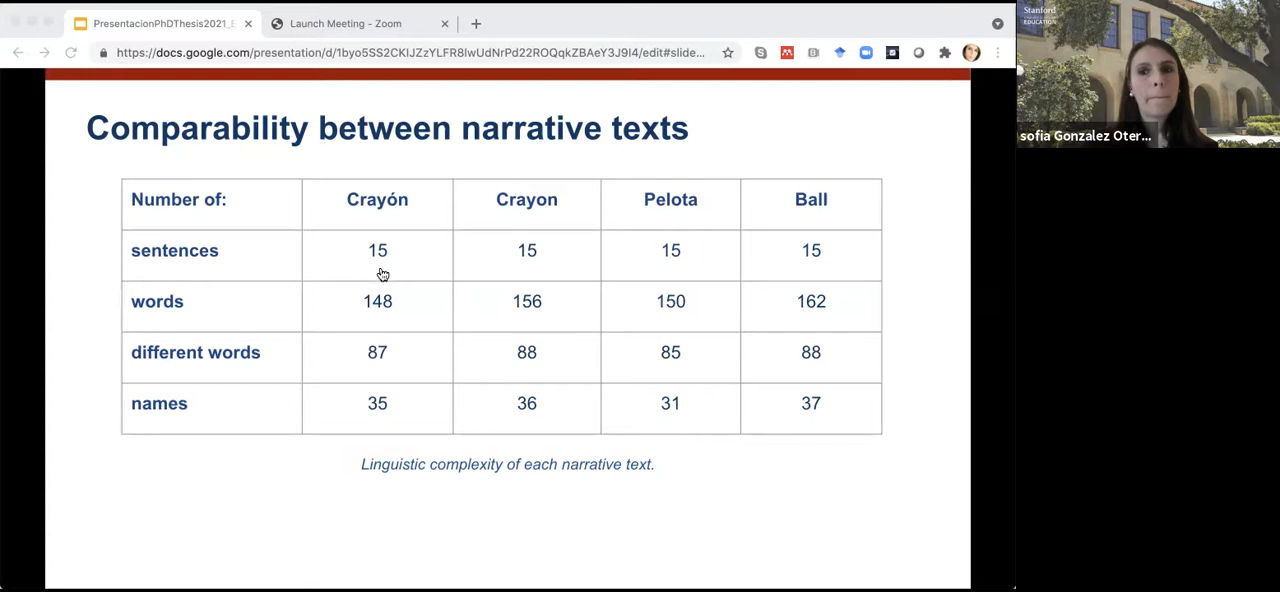 PresentacionPhDThesis2021_E
Launch Meeting - Zoom
https://docs.google.com/presentation/d/1byo5SS2CKIJZzYLFR8lwUdNrPd22ROQqkZBAeY3J9I4/edit#slide...
Stanford
EDUCATION
sofia Gonzalez Oter...
Comparability between narrative texts
Number of: Crayón Crayon Pelota Ball
sentences 15 15 15 15
words 148 156 150 162
different words 87 88 85 88
names 35 36 31 37
Linguistic complexity of each narrative text.